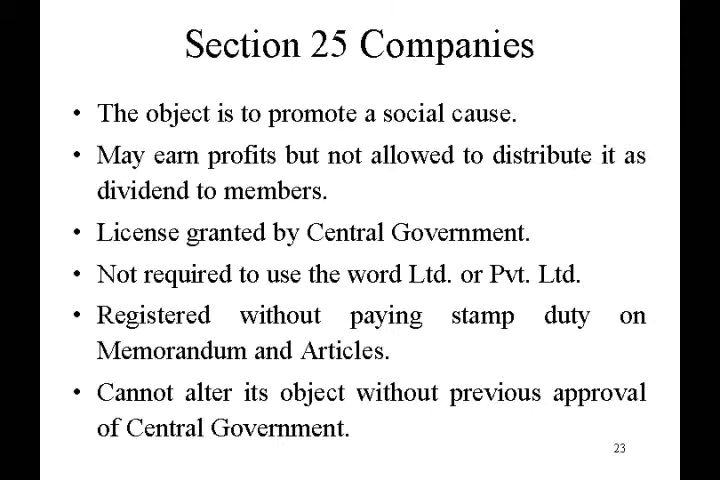 Section 25 Companies
• The object is to promote a social cause.
• May earn profits but not allowed to distribute it as
dividend to members.
• License granted by Central Government.
• Not required to use the word Ltd. or Pvt. Ltd.
• Registered without paying stamp duty on
Memorandum and Articles.
• Cannot alter its object without previous approval
of Central Government.
23